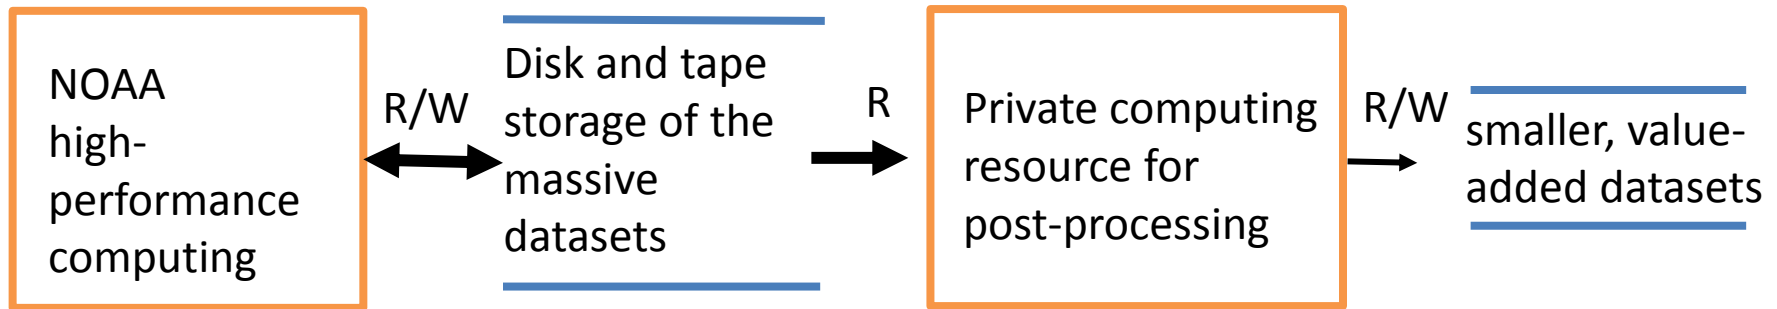 NOAA
high-
performance
computing
R/W
Disk and tape
storage of the
massive
datasets
R
Private computing
resource for
post-processing
R/W
smaller, value-
added datasets